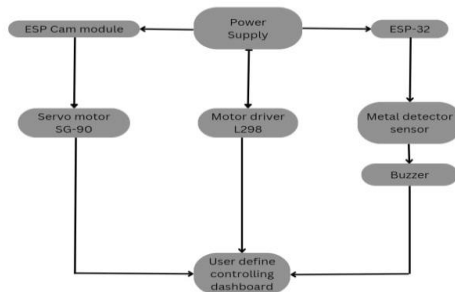 ESP Cam module
Power
Supply
ESP-32
Servo motor
SG-90
Motor driver
L298
Metal detector
sensor
Buzzer
User define
controlling
dashboard